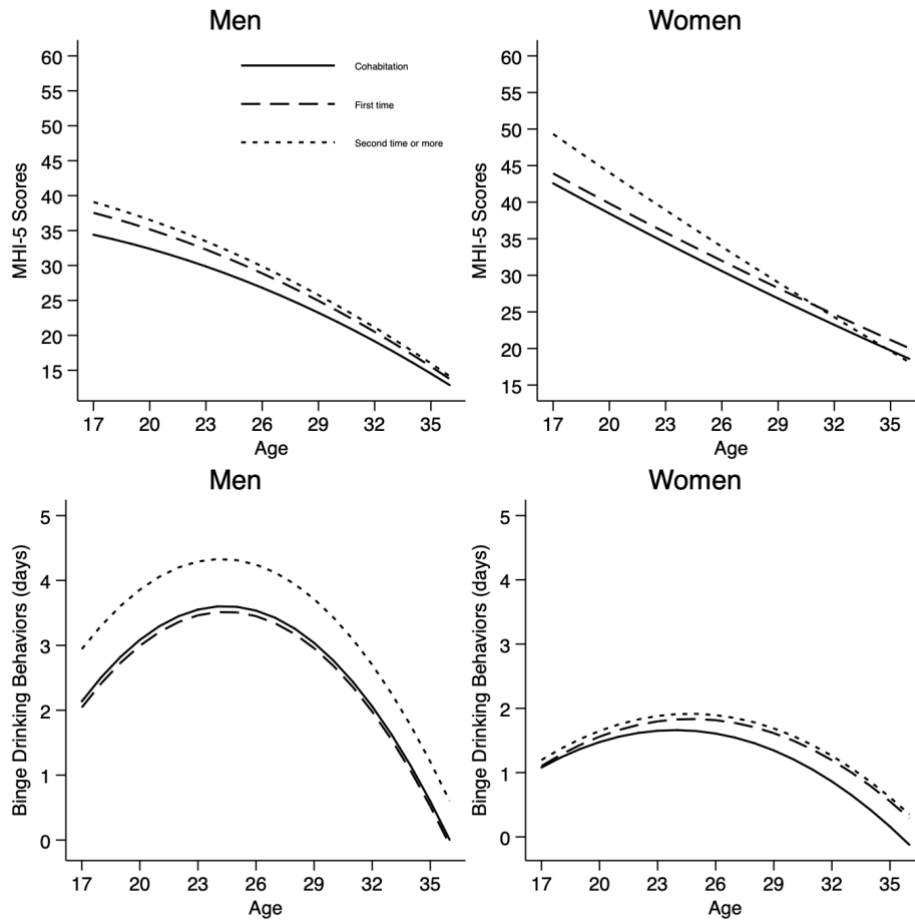 Men
60
55
50
45
40
35
30
25
20
15
MHI-5 Scores
Cohabitation
First time
Second time or more
17 20 23 26 29 32 35
Age
Women
60
55
50
45
40
35
30
25
20
15
MHI-5 Scores
17 20 23 26 29 32 35
Age
Men
5
4
3
2
1
0
Binge Drinking Behaviors (days)
17 20 23 26 29 32 35
Age
Women
5
4
3
2
1
0
Binge Drinking Behaviors (days)
17 20 23 26 29 32 35
Age